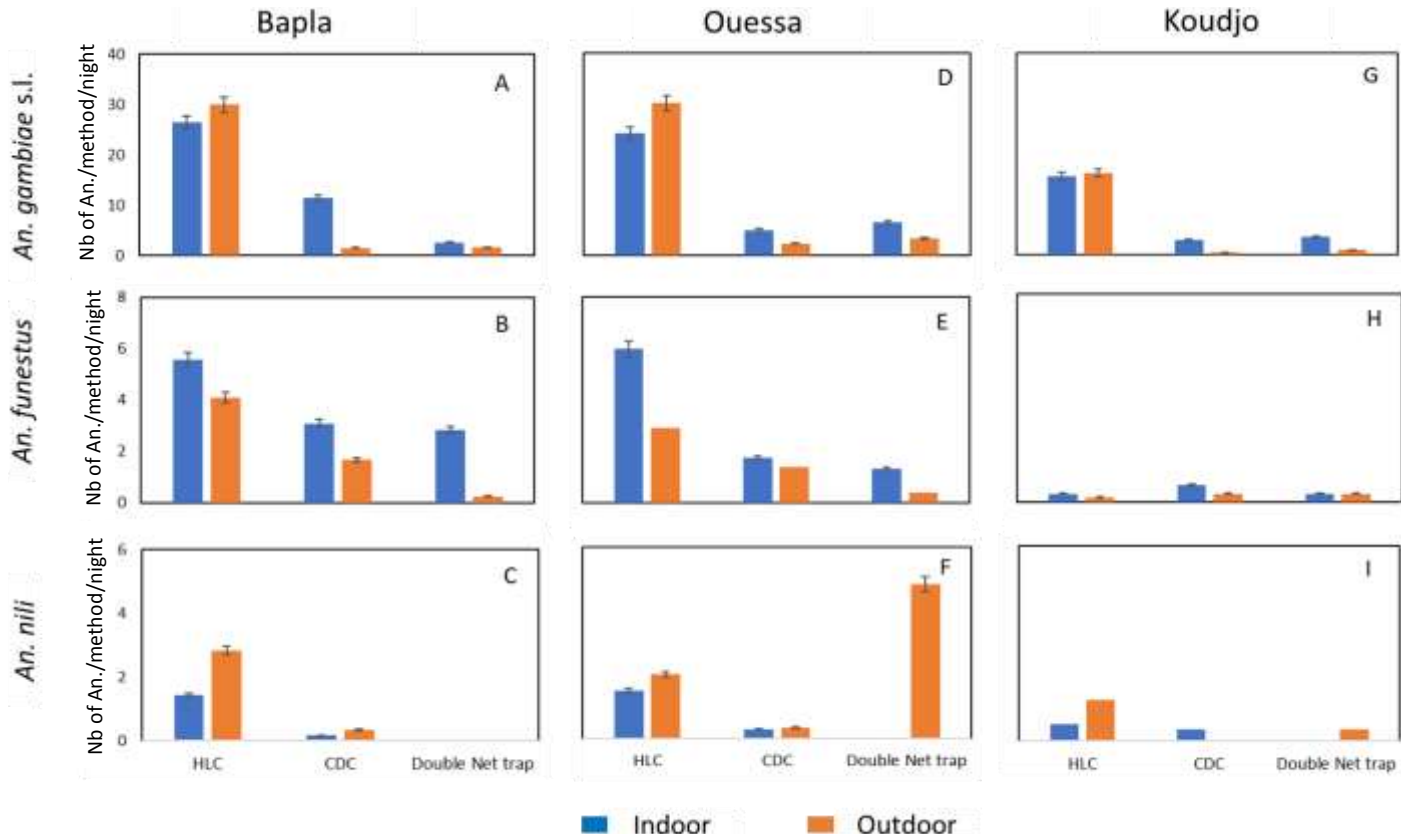 Bapla
Ouessa
Koudjo
An. gambiae s.l.
Nb of An./method/night
40
30
20
10
0
A
D
G
An. funestus
Nb of An./method/night
8
6
4
2
0
B
E
H
An. nili
Nb of An./method/night
6
4
2
0
C
F
I
HLC CDC Double Net trap
HLC CDC Double Net trap
HLC CDC Double Net trap
Indoor Outdoor